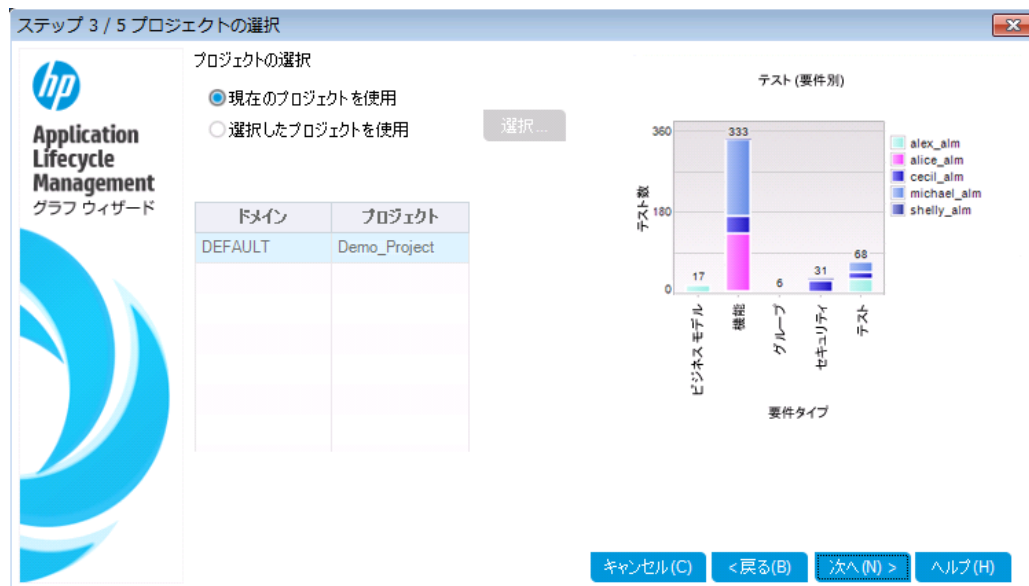 ステップ 3 / 5 プロジェクトの選択
hp
Application
Lifecycle
Management
グラフ ウィザード
プロジェクトの選択
現在のプロジェクトを使用
選択したプロジェクトを使用
選択...
ドメイン プロジェクト
DEFAULT Demo_Project
テスト (要件別)
テスト数
360
180
0
17
333
6
31
68
ビジネス モデル
機能
グループ
セキュリティ
テスト
要件タイプ
alex_alm
alice_alm
cecil_alm
michael_alm
shelly_alm
キャンセル(C)
<戻る(B)
次へ(N) >
ヘルプ(H)